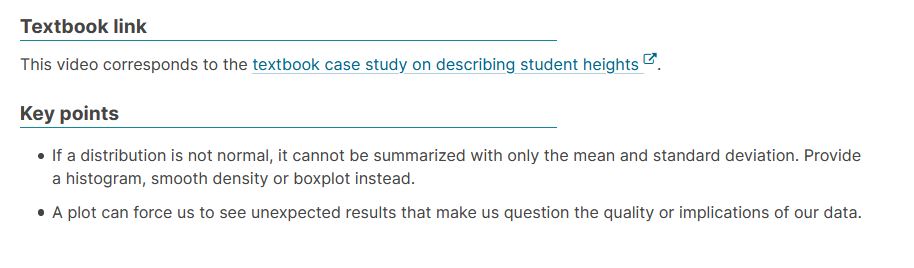 Textbook link
This video corresponds to the textbook case study on describing student heights.
Key points
• If a distribution is not normal, it cannot be summarized with only the mean and standard deviation. Provide
a histogram, smooth density or boxplot instead.
• A plot can force us to see unexpected results that make us question the quality or implications of our data.